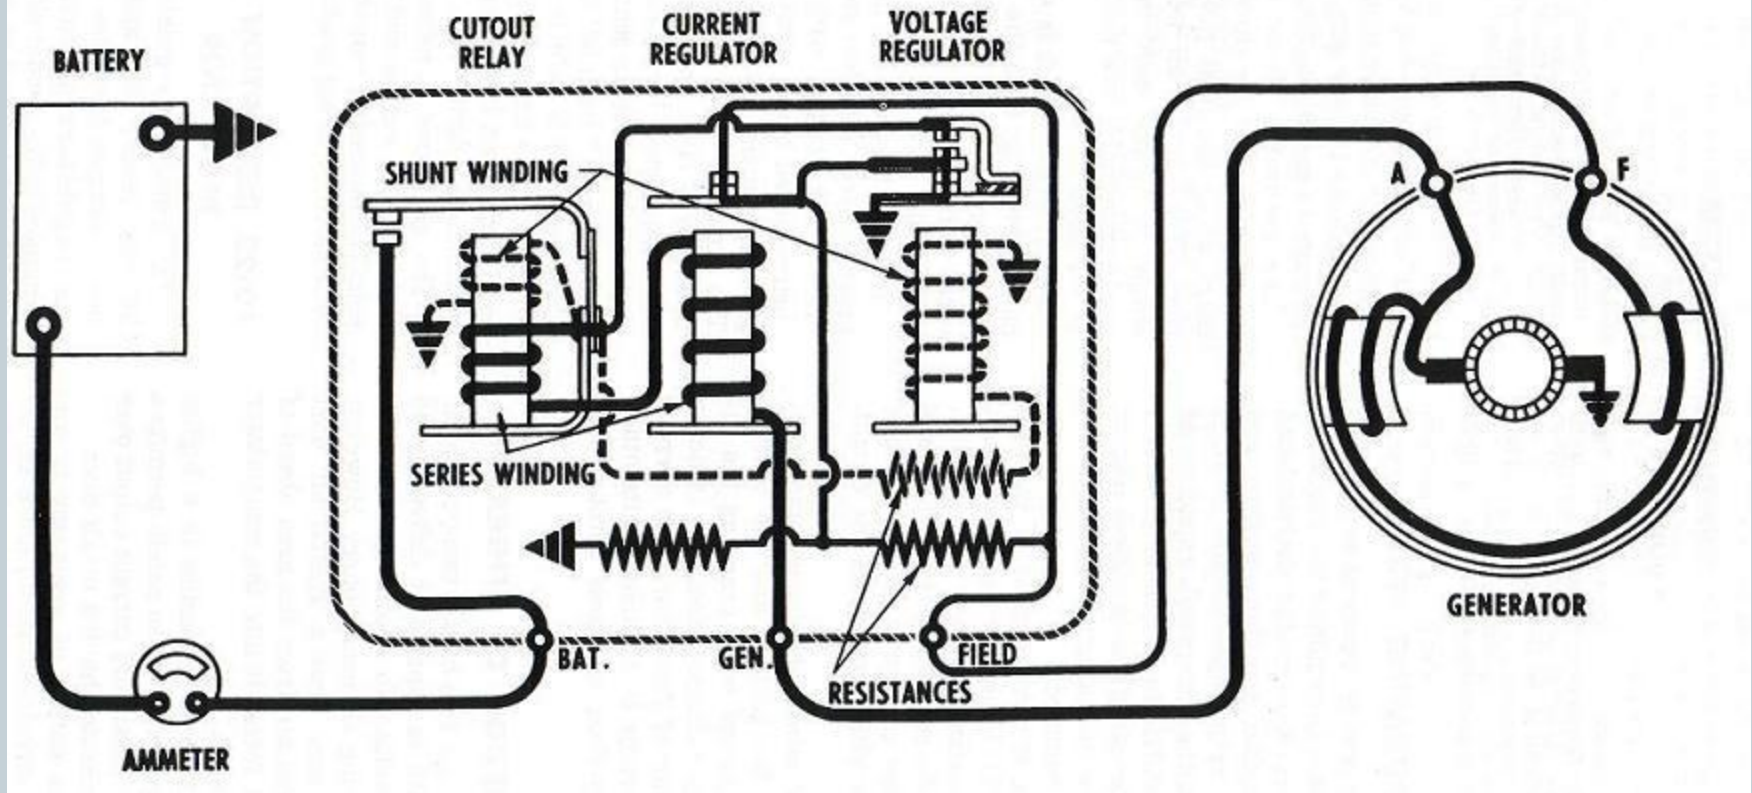 BATTERY
CUTOUT
RELAY
CURRENT
REGULATOR
VOLTAGE
REGULATOR
SHUNT WINDING
SERIES WINDING
A
F
BAT.
GEN.
FIELD
RESISTANCES
GENERATOR
AMMETER